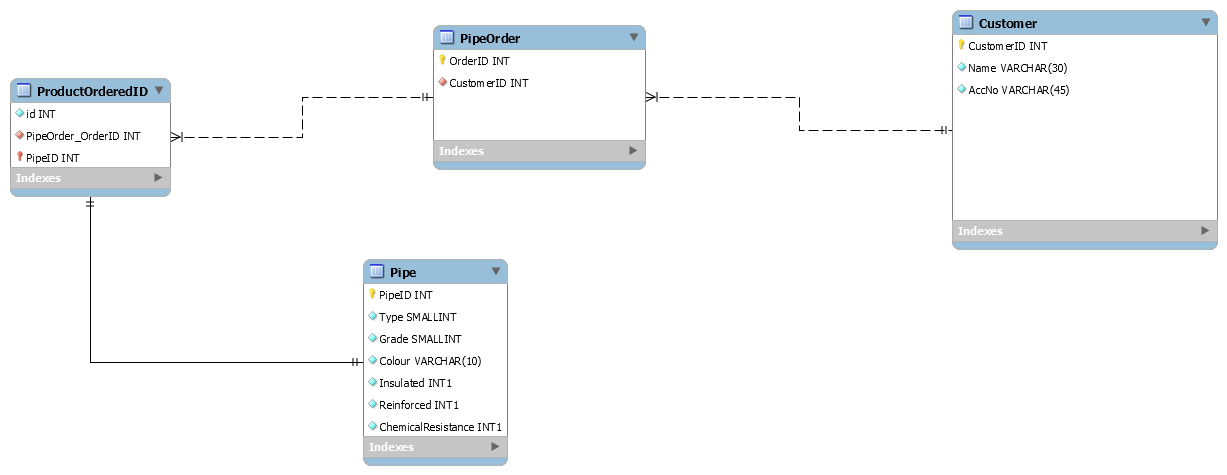 Customer
CustomerID INT
Name VARCHAR(30)
AccNo VARCHAR(45)
Indexes
PipeOrder
OrderID INT
CustomerID INT
Indexes
ProductOrderedID
id INT
PipeOrder_OrderID INT
PipeID INT
Indexes
Pipe
PipeID INT
Type SMALLINT
Grade SMALLINT
Colour VARCHAR(10)
Insulated INT1
Reinforced INT1
ChemicalResistance INT1
Indexes